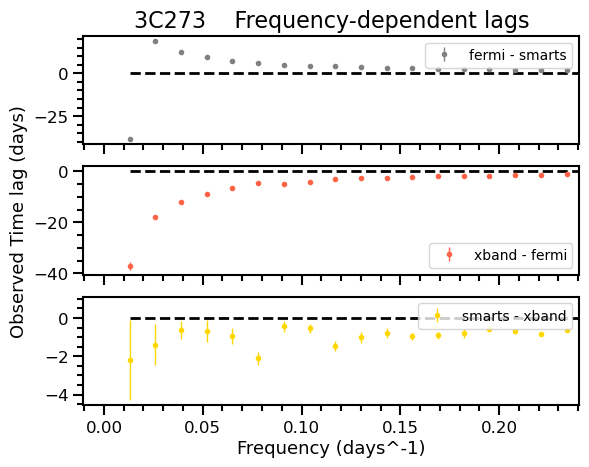 3C273    Frequency-dependent lags
Observed Time lag (days)
0
−25
fermi - smarts
0
−20
−40
xband - fermi
0
−2
−4
smarts - xband
0.00 0.05 0.10 0.15 0.20
Frequency (days^-1)